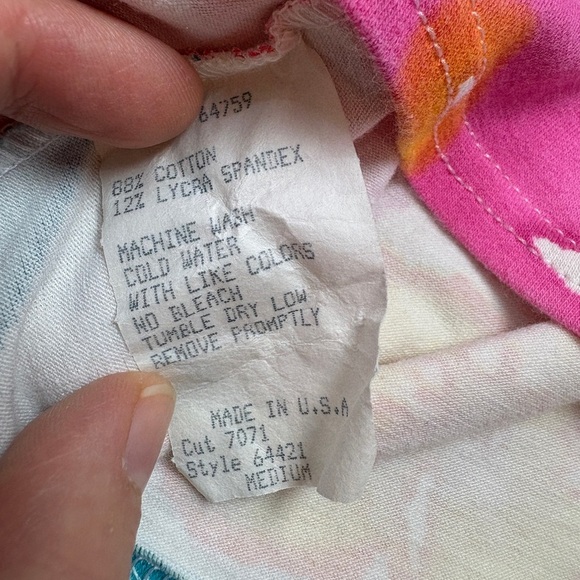 64759
88% COTTON
12% LYCRA SPANDEX
MACHINE WASH
COLD WATER
WITH LIKE COLORS
NO BLEACH
TUMBLE DRY LOW
REMOVE PROMPTLY
MADE IN U.S.A
Cut 7071
Style 64421
MEDIUM